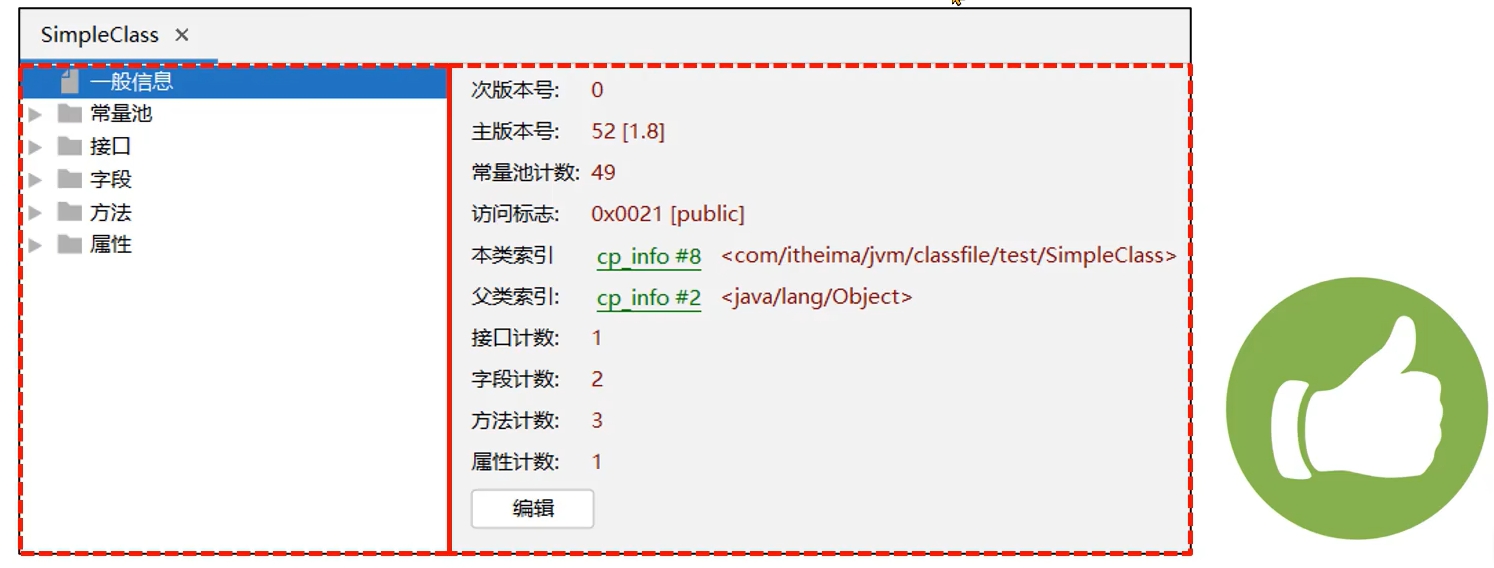 SimpleClass ×
一般信息
常量池
接口
字段
方法
属性
次版本号: 0
主版本号: 52 [1.8]
常量池计数: 49
访问标志: 0x0021 [public]
本类索引 cp_info #8 <com/itheima/jvm/classfile/test/SimpleClass>
父类索引: cp_info #2 <java/lang/Object>
接口计数: 1
字段计数: 2
方法计数: 3
属性计数: 1
编辑